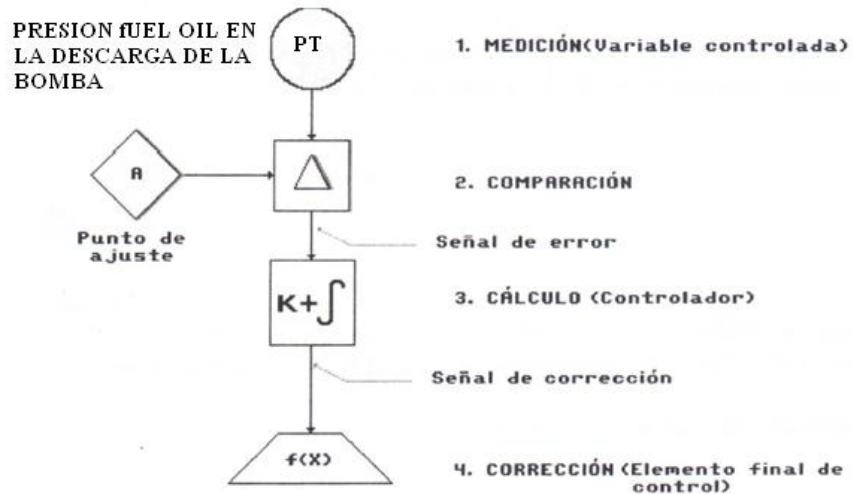 PRESION fUEL OIL EN
LA DESCARGA DE LA
BOMBA
PT
1. MEDICIÓN(Variable controlada)
A
Δ
2. COMPARACIÓN
Punto de
ajuste
Señal de error
K+∫
3. CÁLCULO (Controlador)
Señal de corrección
f(X)
4. CORRECCIÓN(Elemento final de
control)